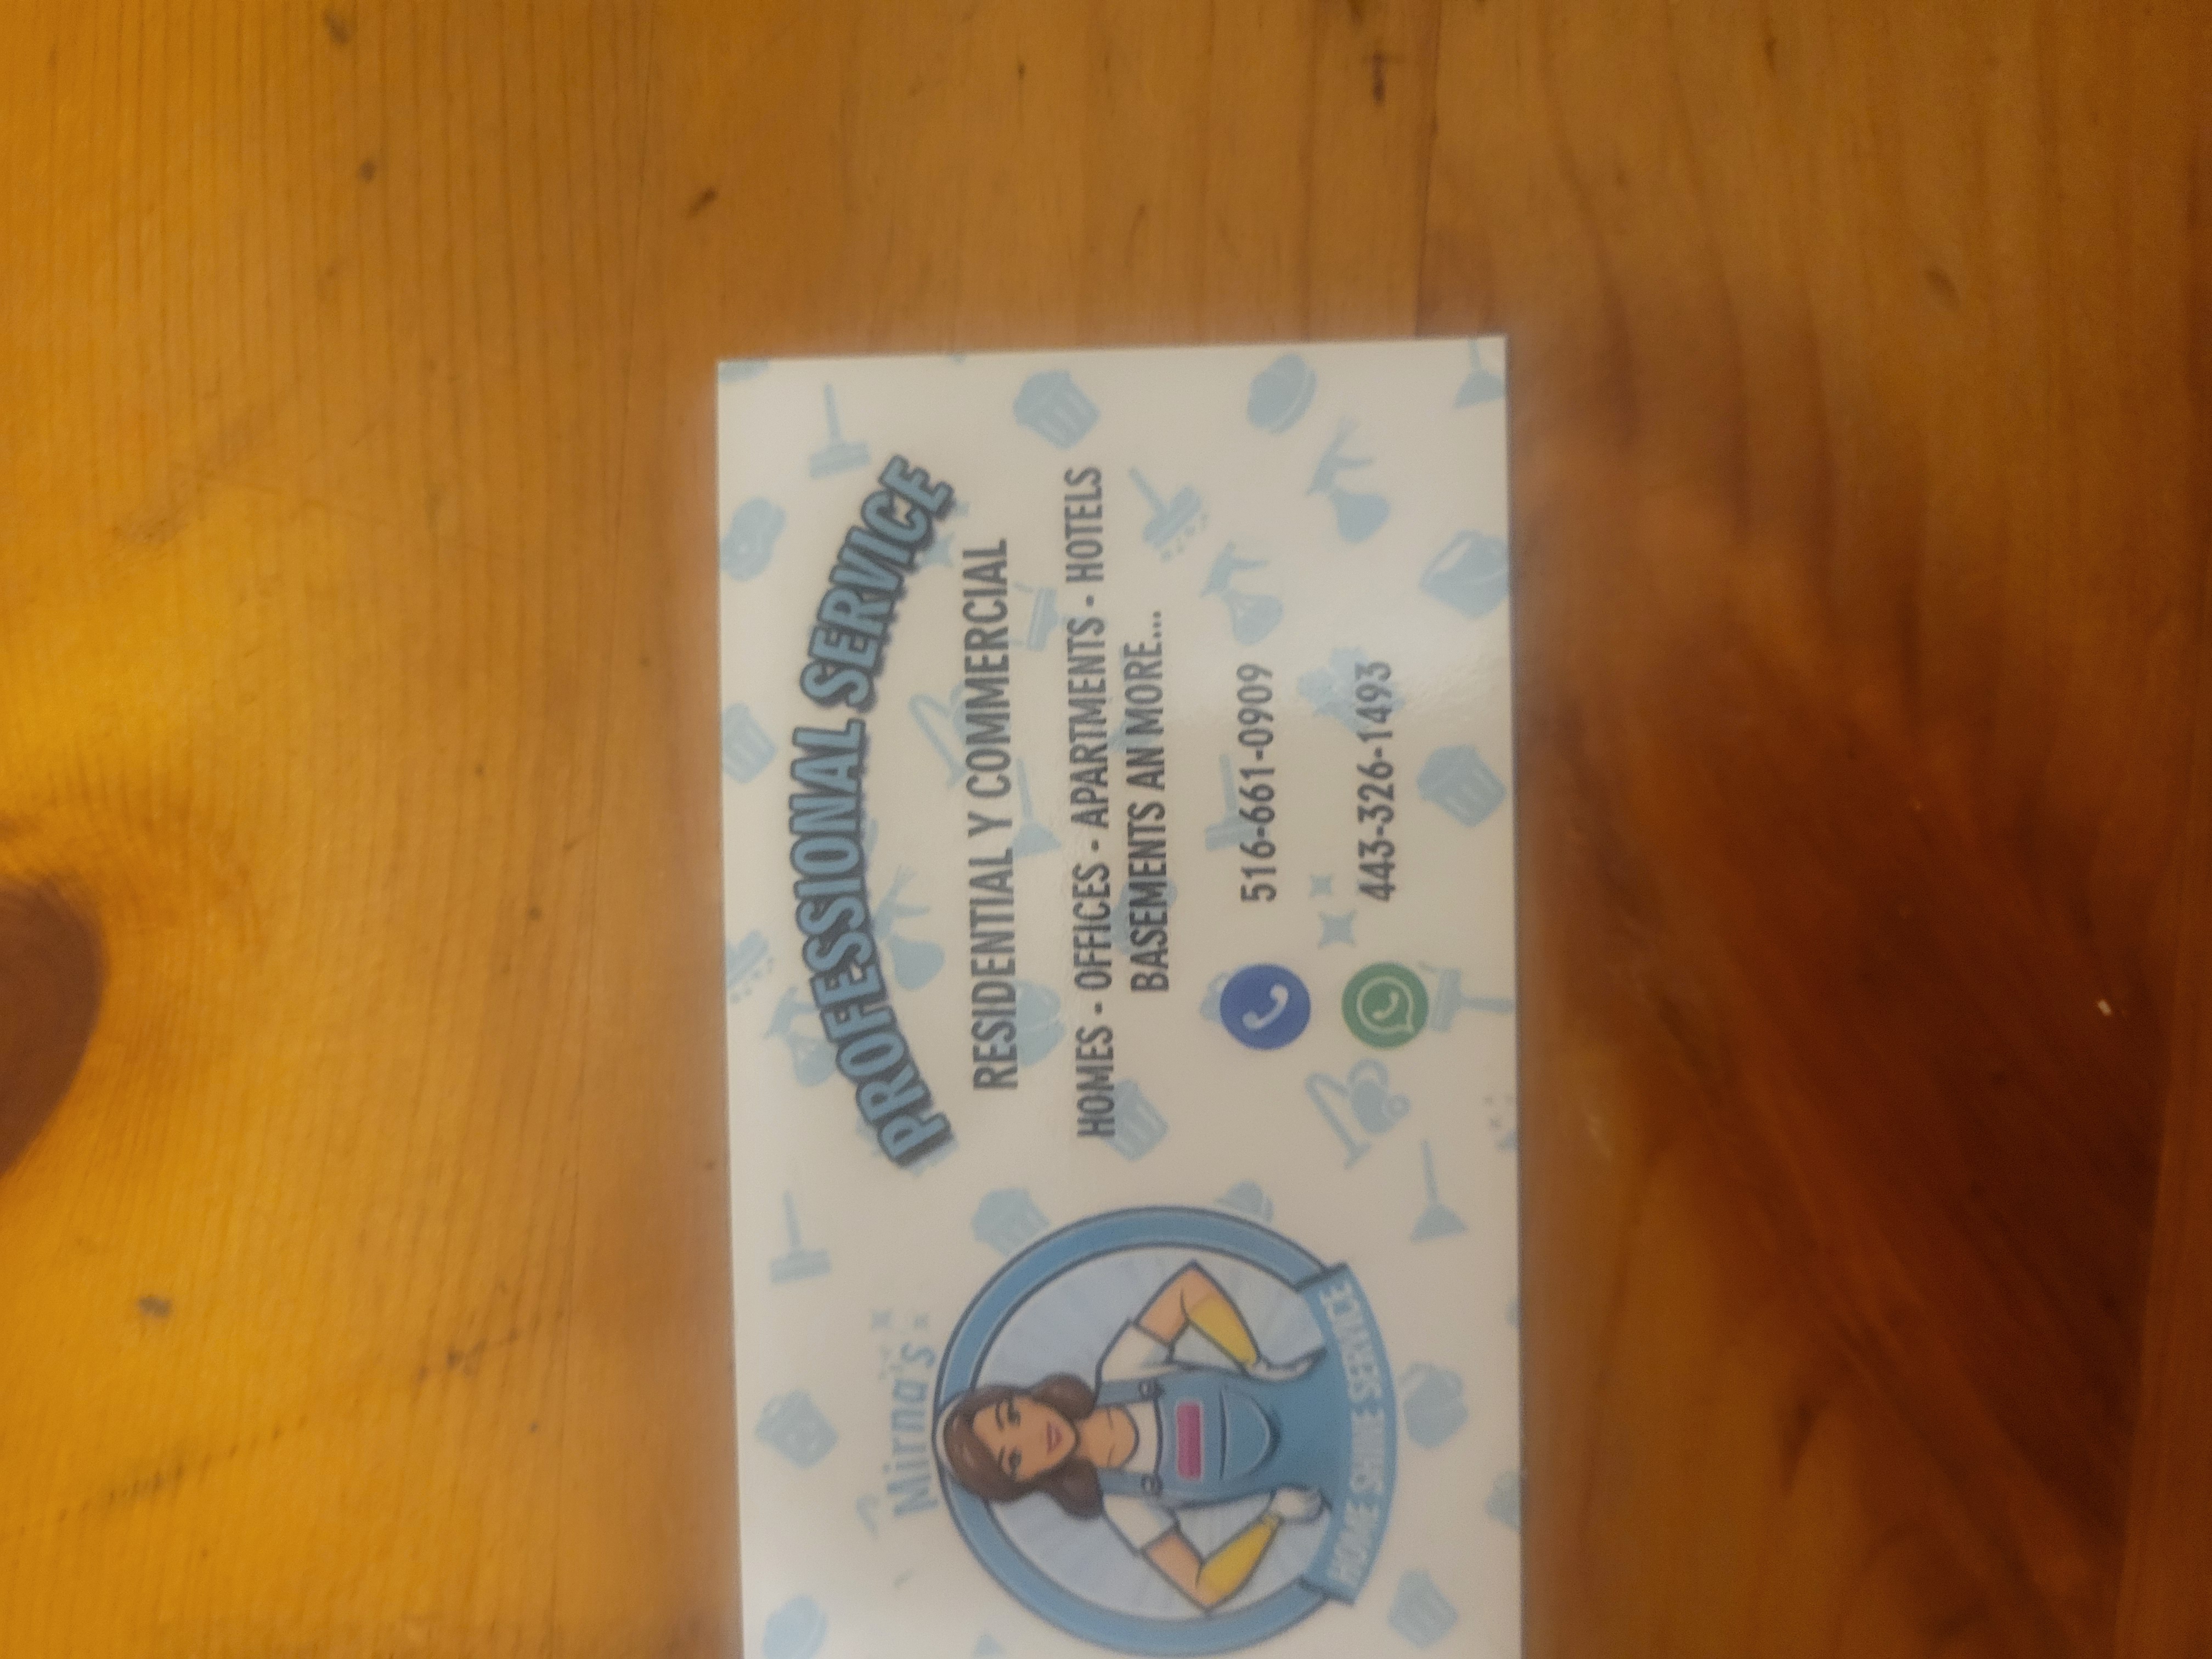 Mirna's
HOME SHINE SERVICE
PROFESSIONAL SERVICE
RESIDENTIAL Y COMMERCIAL
HOMES - OFFICES - APARTMENTS - HOTELS
BASEMENTS AN MORE...
516-661-0909
443-326-1493